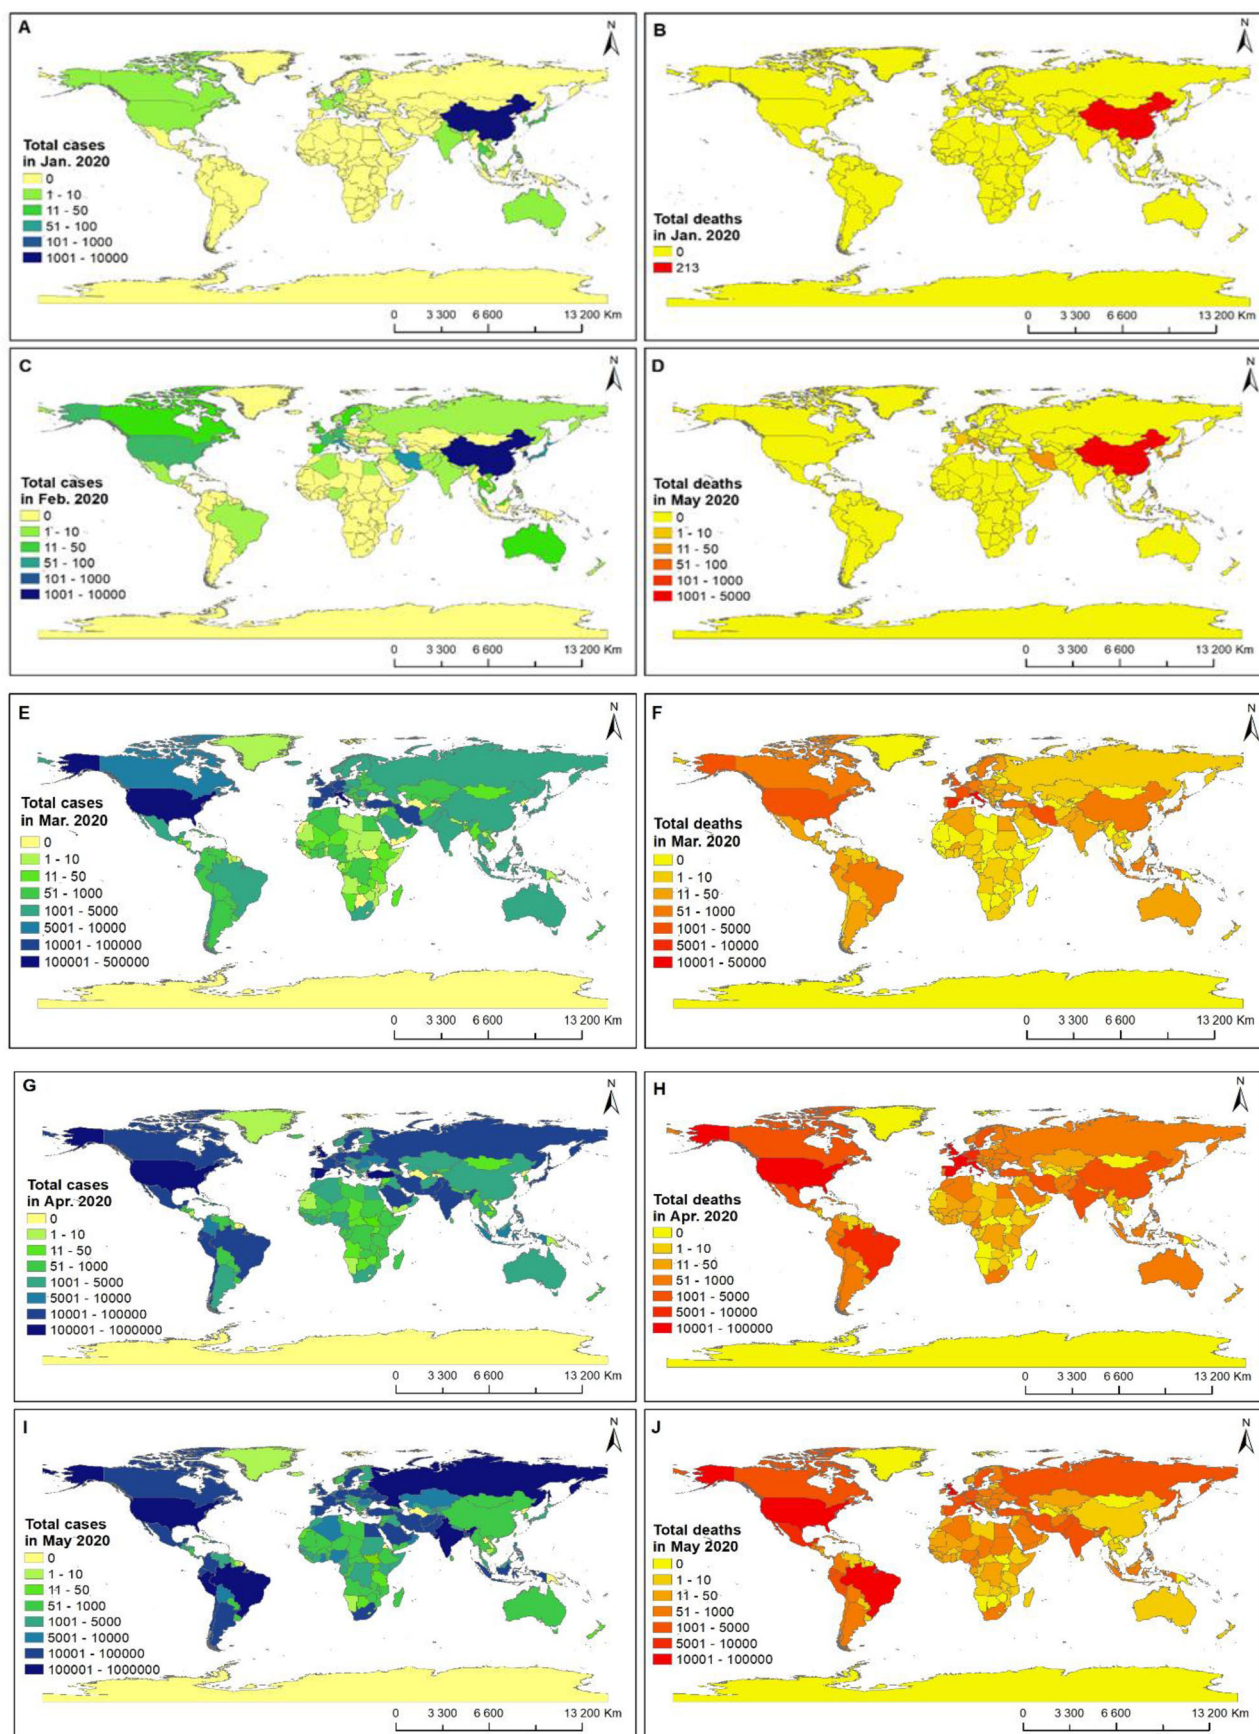 A
N
Total cases
in Jan. 2020
0
1 - 10
11 - 50
51 - 100
101 - 1000
1001 - 10000
0 3 300 6 600 13 200 Km
B
N
Total deaths
in Jan. 2020
0
213
0 3 300 6 600 13 200 Km
C
N
Total cases
in Feb. 2020
0
1 - 10
11 - 50
51 - 100
101 - 1000
1001 - 10000
0 3 300 6 600 13 200 Km
D
N
Total deaths
in May 2020
0
1 - 10
11 - 50
51 - 100
101 - 1000
1001 - 5000
0 3 300 6 600 13 200 Km
E
N
Total cases
in Mar. 2020
0
1 - 10
11 - 50
51 - 1000
1001 - 5000
5001 - 10000
10001 - 100000
100001 - 500000
0 3 300 6 600 13 200 Km
F
N
Total deaths
in Mar. 2020
0
1 - 10
11 - 50
51 - 1000
1001 - 5000
5001 - 10000
10001 - 50000
0 3 300 6 600 13 200 Km
G
N
Total cases
in Apr. 2020
0
1 - 10
11 - 50
51 - 1000
1001 - 5000
5001 - 10000
10001 - 100000
100001 - 1000000
0 3 300 6 600 13 200 Km
H
N
Total deaths
in Apr. 2020
0
1 - 10
11 - 50
51 - 1000
1001 - 5000
5001 - 10000
10001 - 100000
0 3 300 6 600 13 200 Km
I
N
Total cases
in May 2020
0
1 - 10
11 - 50
51 - 1000
1001 - 5000
5001 - 10000
10001 - 100000
100001 - 1000000
0 3 300 6 600 13 200 Km
J
N
Total deaths
in May 2020
0
1 - 10
11 - 50
51 - 1000
1001 - 5000
5001 - 10000
10001 - 100000
0 3 300 6 600 13 200 Km